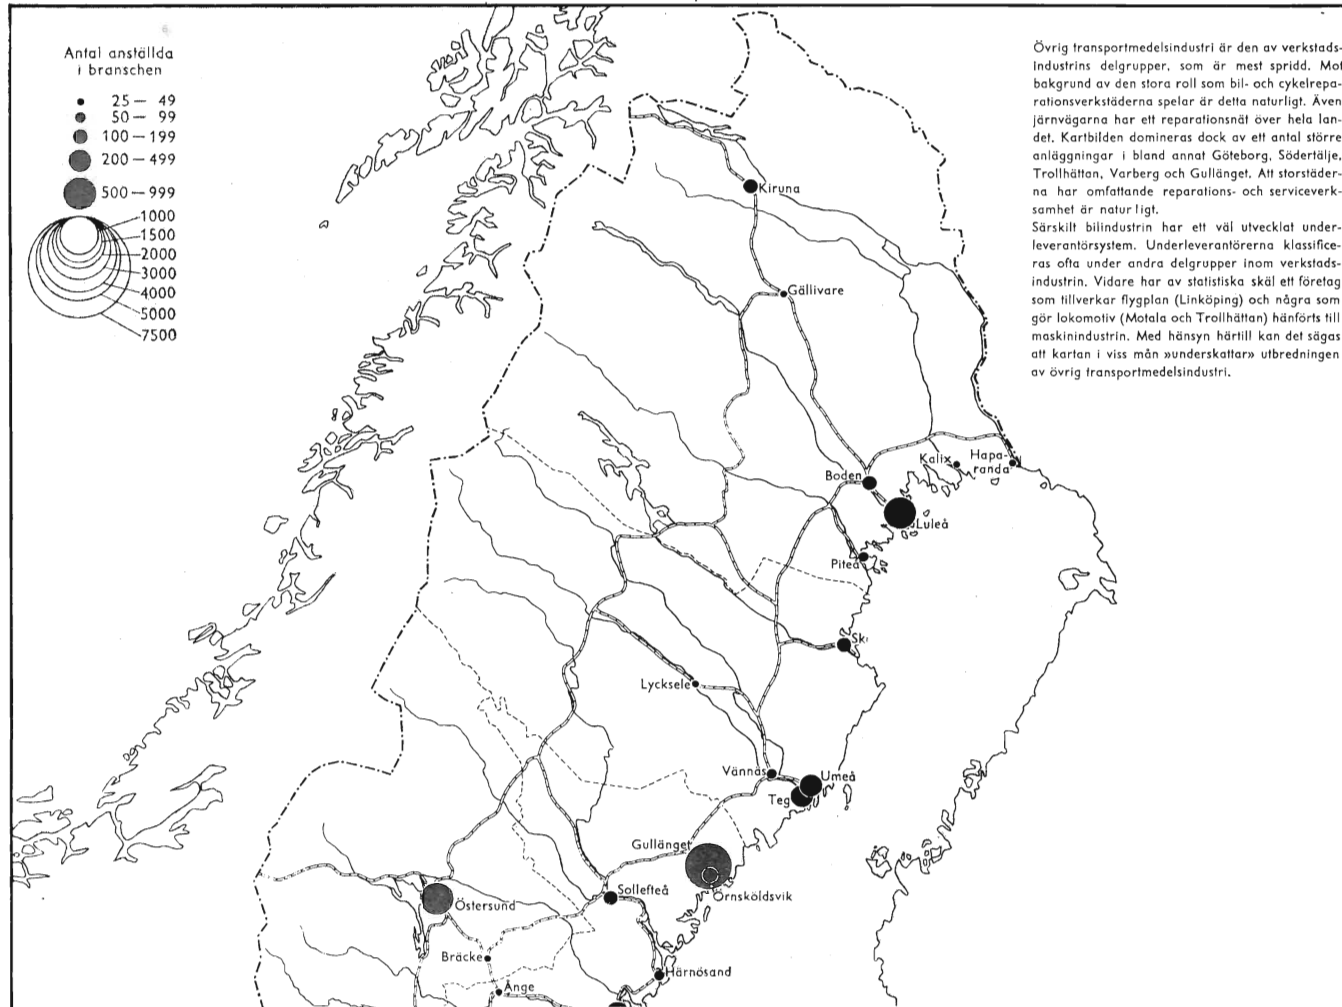 Antal anställda
i branschen
25 — 49
50 — 99
100 — 199
200 — 499
500 — 999
1000
1500
2000
3000
4000
5000
7500
Övrig transportmedelsindustri är den av verkstads-
industrins delgrupper, som är mest spridd. Mot
bakgrund av den stora roll som bil- och cykelrepa-
rationsverkstäderna spelar är detta naturligt. Även
järnvägarna har ett reparationsnät över hela lan-
det. Kartbilden domineras dock av ett antal större
anläggningar i bland annat Göteborg, Södertälje,
Trollhättan, Varberg och Gullänget. Att storstäder-
na har omfattande reparations- och serviceverk-
samhet är naturligt.
Särskilt bilindustrin har ett väl utvecklat under-
leverantörsystem. Underleverantörerna klassifice-
ras ofta under andra delgrupper inom verkstads-
industrin. Vidare har av statistiska skäl ett företag
som tillverkar flygplan (Linköping) och några som
gör lokomotiv (Motala och Trollhättan) hänförts till
maskinindustrin. Med hänsyn härtill kan det sägas
att kartan i viss mån »underskattar» utbredningen
av övrig transportmedelsindustri.
Kiruna
Gällivare
Kalix
Hapa-
randa
Boden
Luleå
Piteå
Sk
Lycksele
Vännäs
Umeå
Teg
Gullänget
Örnsköldsvik
Sollefteå
Östersund
Bräcke
Härnösand
Ånge